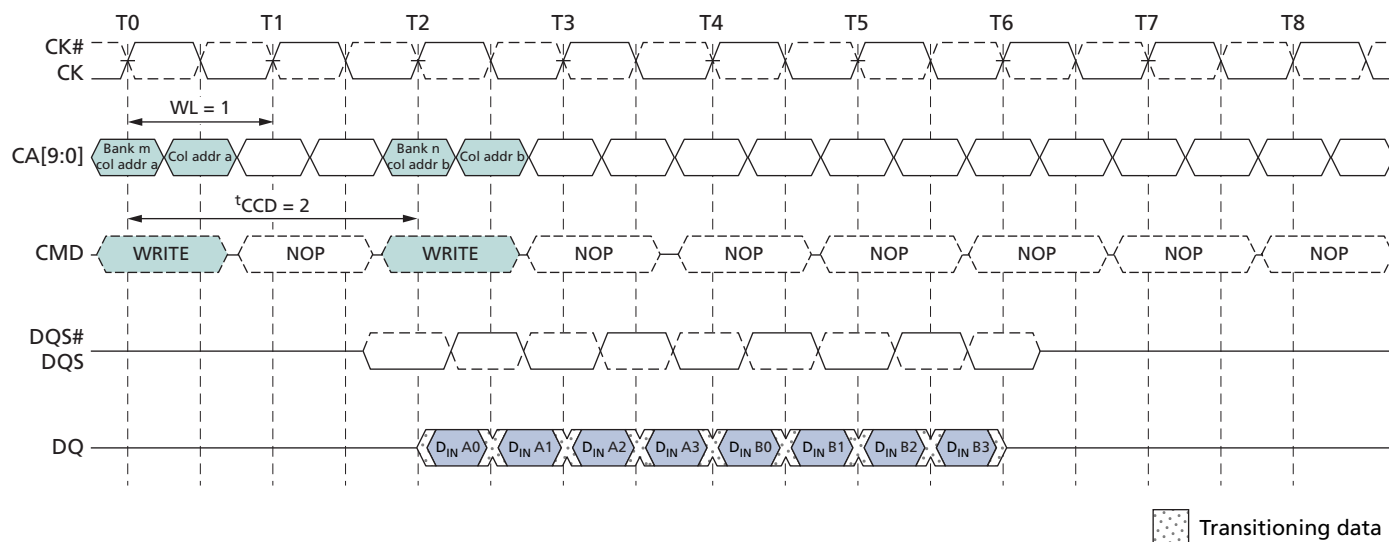 T0 T1 T2 T3 T4 T5 T6 T7 T8
CK#
CK
WL = 1
CA[9:0]
Bank m
col addr a
Col addr a
Bank n
col addr b
Col addr b
tCCD = 2
CMD WRITE NOP WRITE NOP NOP NOP NOP NOP NOP
DQS#
DQS
DQ DIN A0 DIN A1 DIN A2 DIN A3 DIN B0 DIN B1 DIN B2 DIN B3
Transitioning data